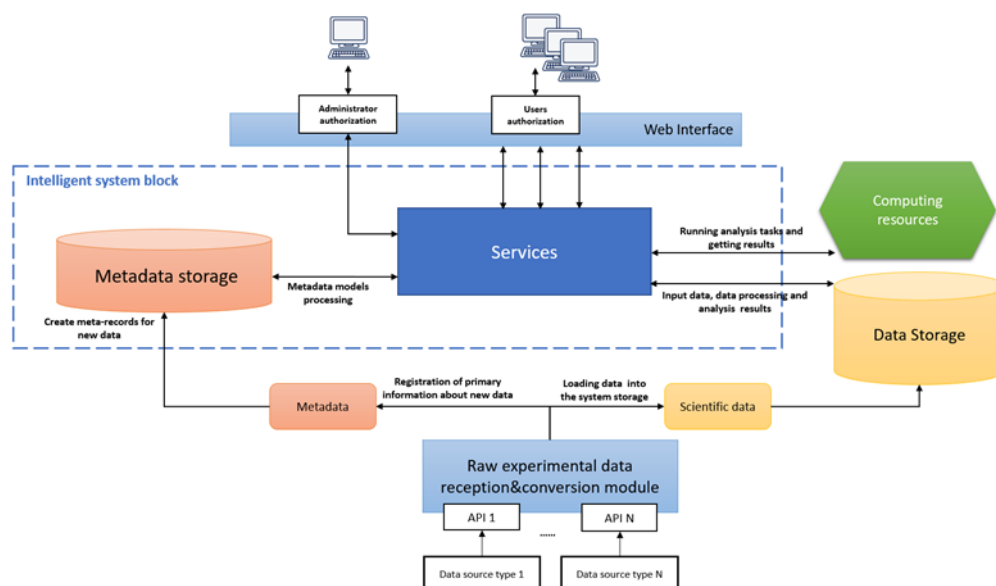 Administrator
authorization
Users
authorization
Web Interface
Intelligent system block
Computing
resources
Services
Running analysis tasks and
getting results
Metadata storage
Metadata models
processing
Input data, data processing and
analysis results
Create meta-records for
new data
Data Storage
Registration of primary
information about new data
Loading data into
the system storage
Metadata
Scientific data
Raw experimental data
reception&conversion module
API 1
......
API N
Data source type 1
Data source type N